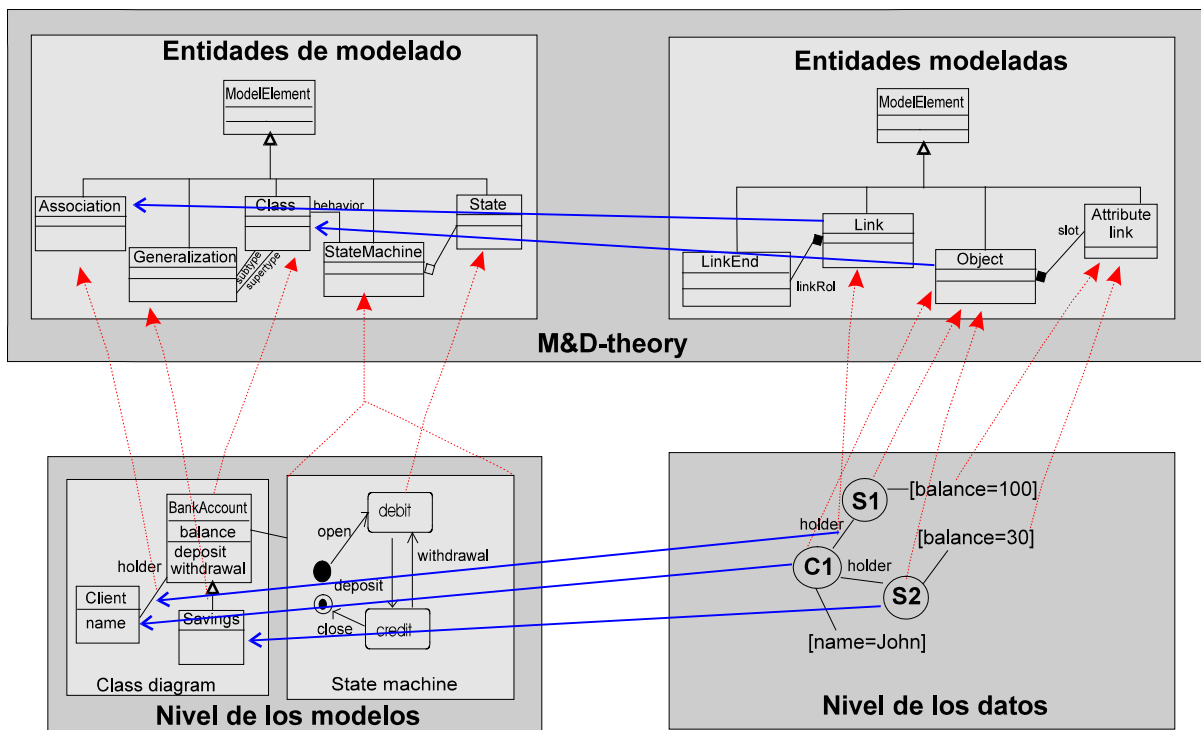 Entidades de modelado
ModelElement
Association
Generalization
Class
behavior
StateMachine
State
subtype
supertype
Entidades modeladas
ModelElement
LinkEnd
Link
linkRol
Object
slot
Attribute
link
M&D-theory
BankAccount
balance
deposit
withdrawal
holder
Client
name
Savings
Class diagram
open
debit
withdrawal
deposit
close
credit
State machine
Nivel de los modelos
S1
[balance=100]
holder
[balance=30]
C1
holder
S2
[name=John]
Nivel de los datos